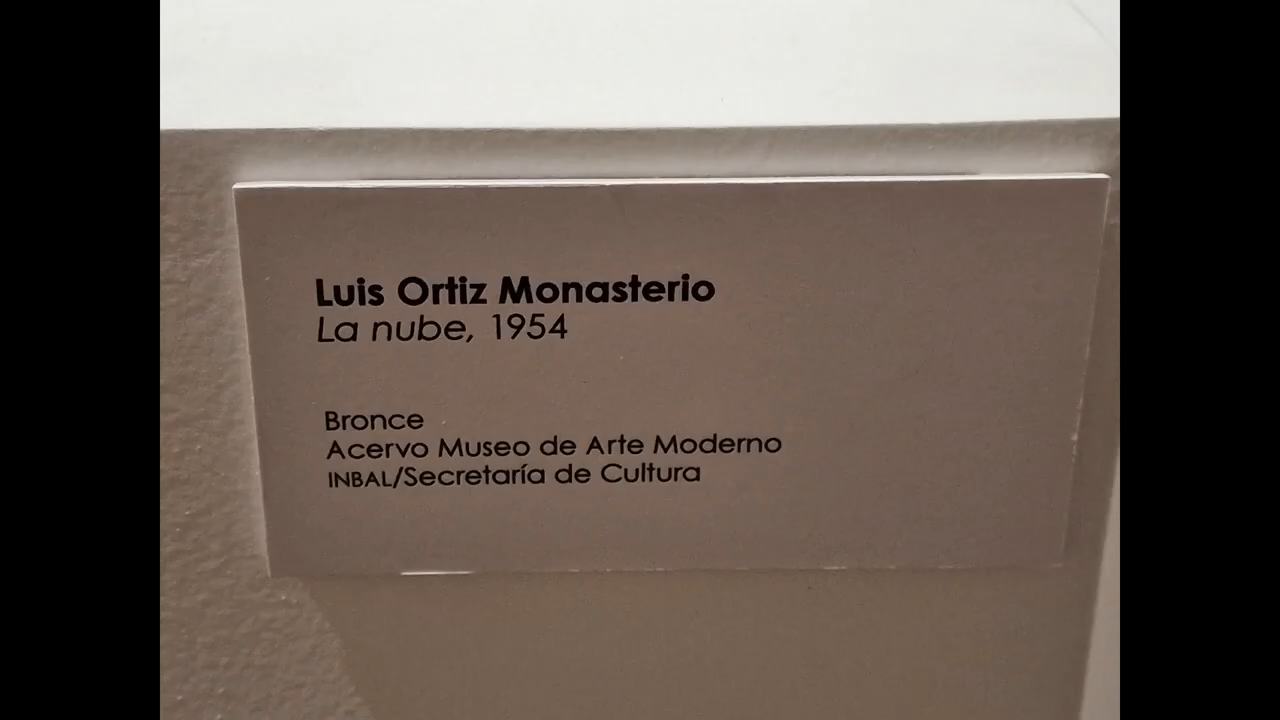 Luis Ortiz Monasterio
La nube, 1954
Bronce
Acervo Museo de Arte Moderno
INBAL/Secretaría de Cultura